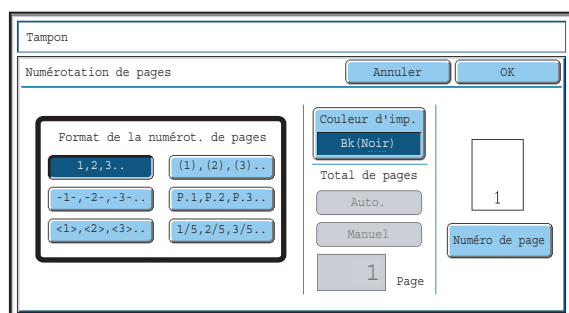 Tampon
Numérotation de pages
Annuler
OK
Format de la numérot. de pages
1,2,3..
(1),(2),(3)..
-1-,-2-,-3-..
P.1,P.2,P.3..
<1>,<2>,<3>..
1/5,2/5,3/5..
Couleur d'imp.
Bk(Noir)
Total de pages
Auto.
Manuel
1 Page
1
Numéro de page